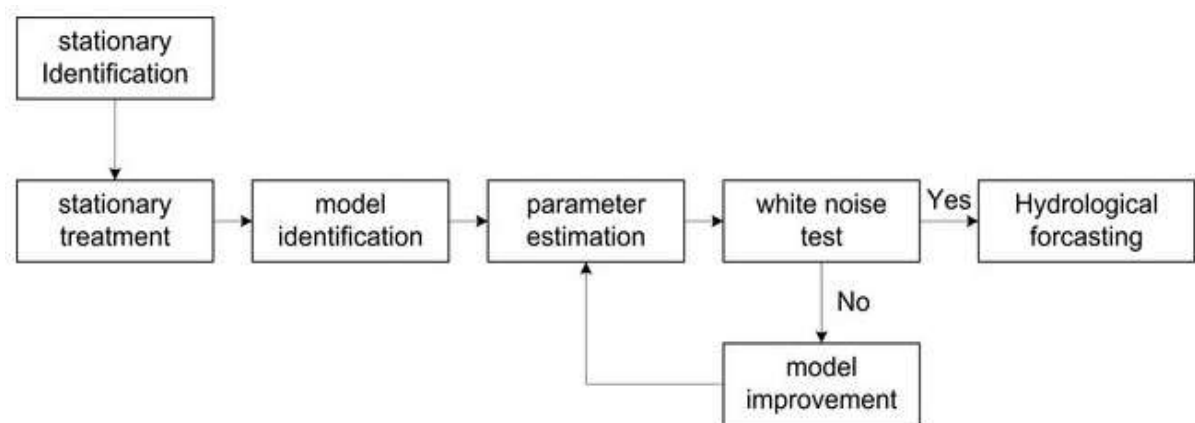 stationary
Identification
stationary
treatment
model
identification
parameter
estimation
white noise
test
Yes
Hydrological
forcasting
No
model
improvement